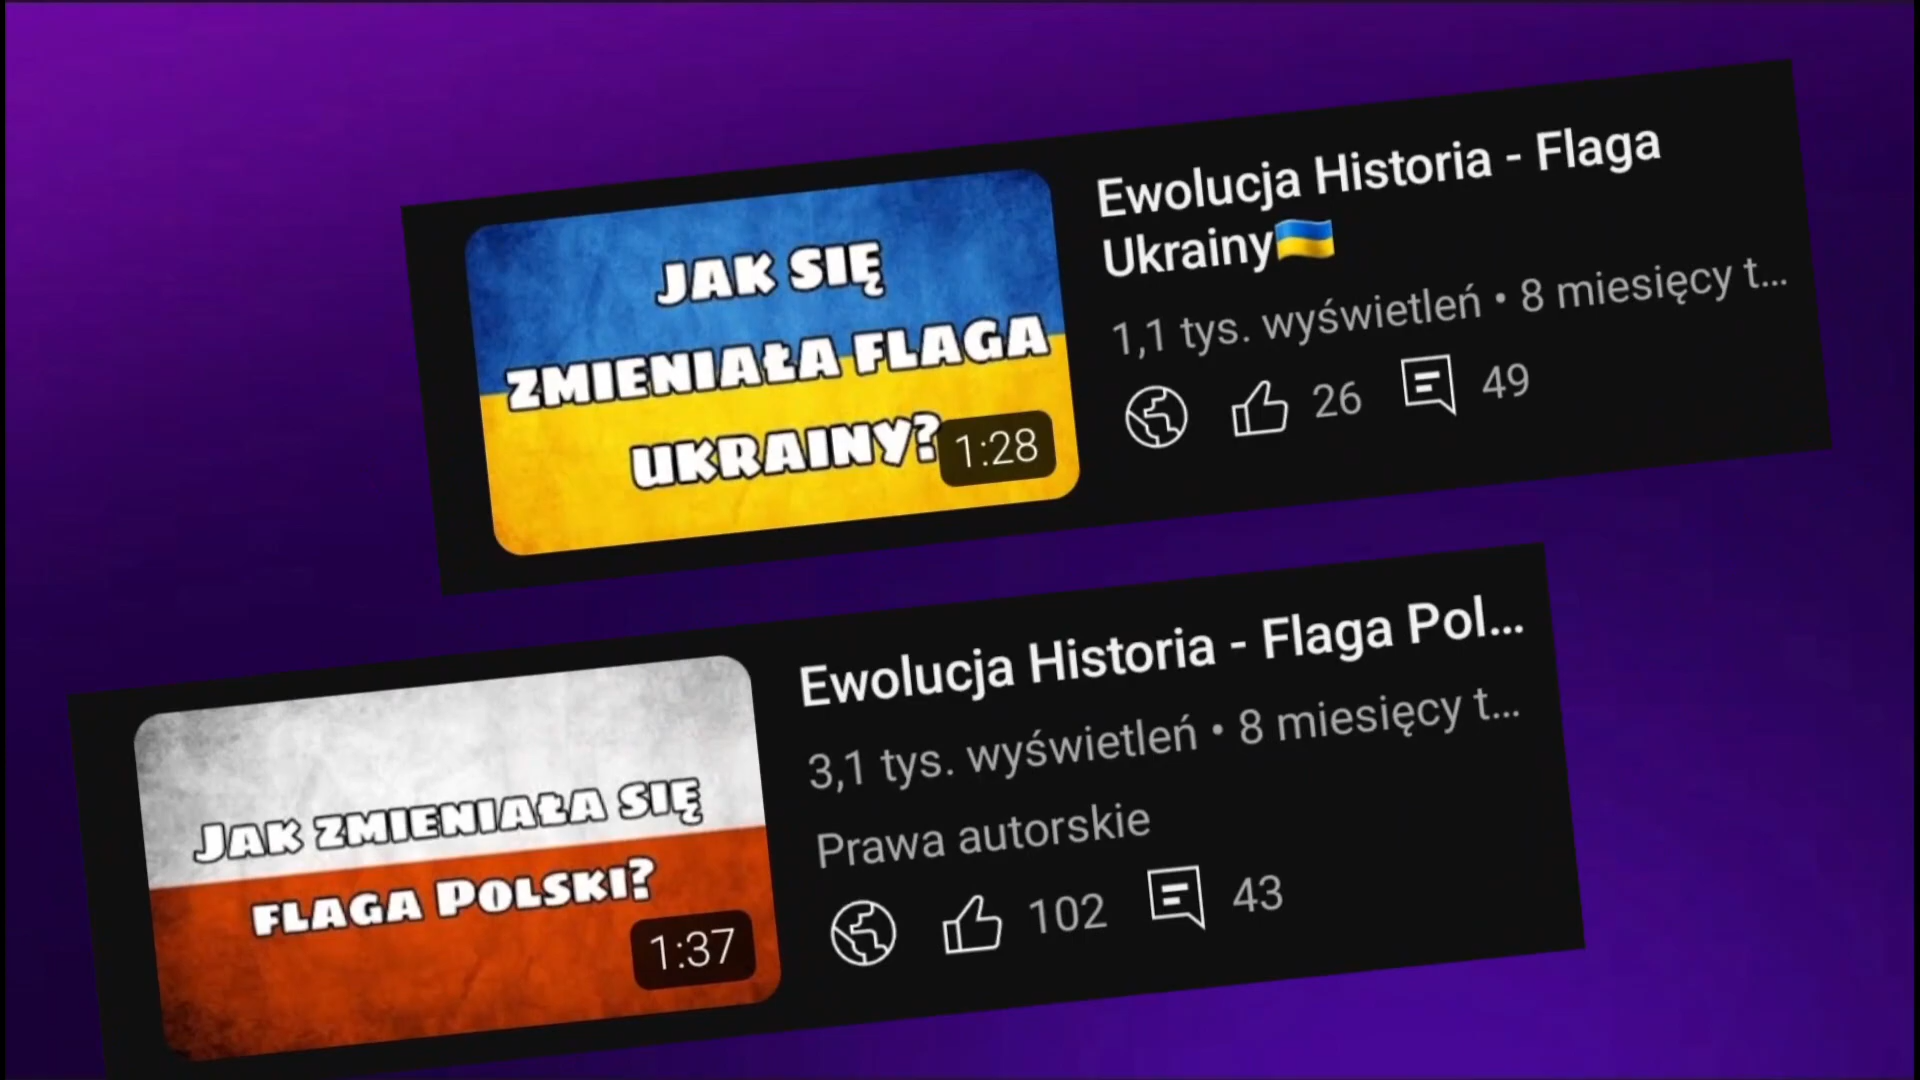 JAK SIĘ
ZMIENIAŁA FLAGA
UKRAINY?
1:28
Ewolucja Historia - Flaga
Ukrainy🇺🇦
1,1 tys. wyświetleń • 8 miesięcy t...
26 49
JAK ZMIENIAŁA SIĘ
FLAGA POLSKI?
1:37
Ewolucja Historia - Flaga Pol...
3,1 tys. wyświetleń • 8 miesięcy t...
Prawa autorskie
102 43